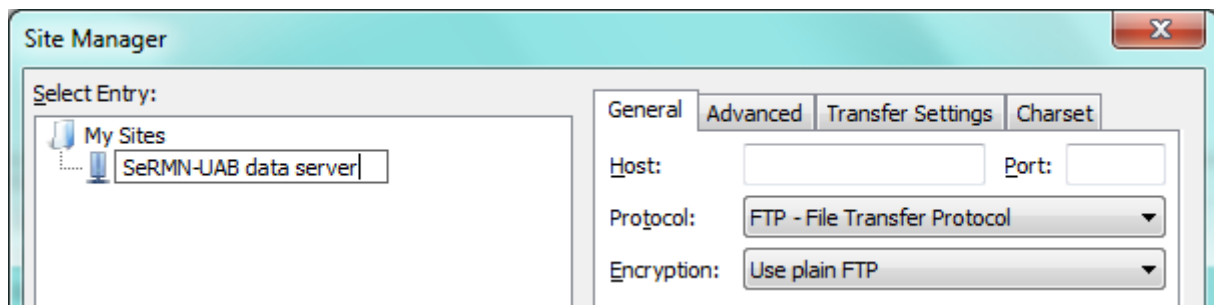 Site Manager
Select Entry:
My Sites
SeRMN-UAB data server
General Advanced Transfer Settings Charset
Host: Port:
Protocol: FTP - File Transfer Protocol
Encryption: Use plain FTP